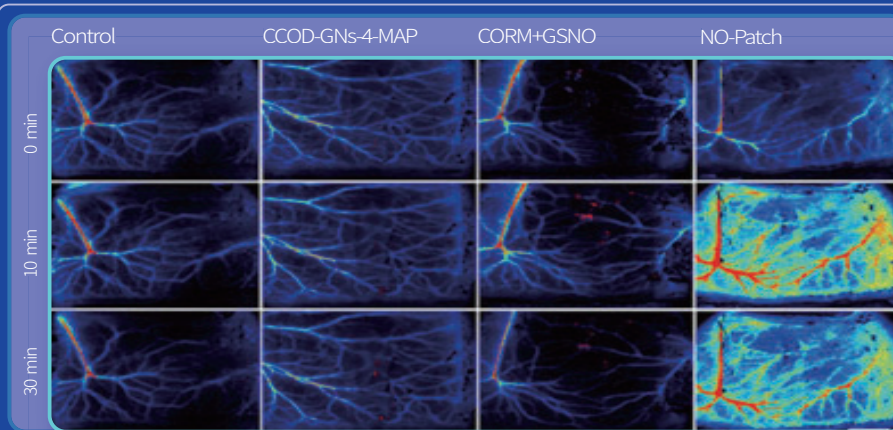 Control
CCOD-GNs-4-MAP
CORM+GSNO
NO-Patch
0 min
10 min
30 min